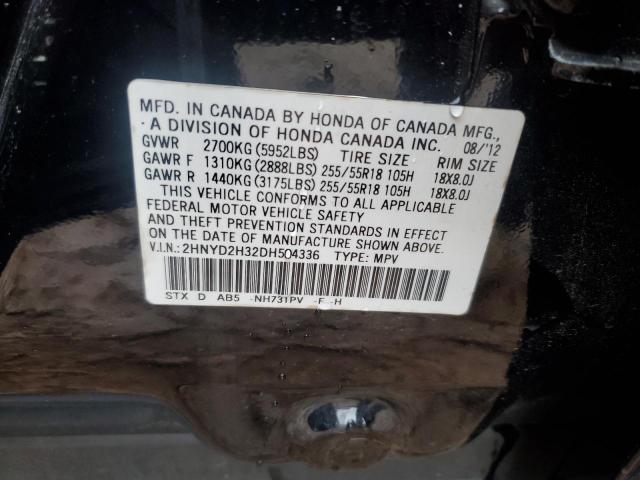 MFD. IN CANADA BY HONDA OF CANADA MFG.,
A DIVISION OF HONDA CANADA INC. 08/'12
GVWR 2700KG(5952LBS) TIRE SIZE RIM SIZE
GAWR F 1310KG(2888LBS) 255/55R18 105H 18X8.0J
GAWR R 1440KG(3175LBS) 255/55R18 105H 18X8.0J
THIS VEHICLE CONFORMS TO ALL APPLICABLE
FEDERAL MOTOR VEHICLE SAFETY
AND THEFT PREVENTION STANDARDS IN EFFECT
ON THE DATE OF MANUFACTURE SHOWN ABOVE.
V.I.N.: 2HNYD2H32DH504336 TYPE: MPV
STX D AB5 -NH731PV -F -H